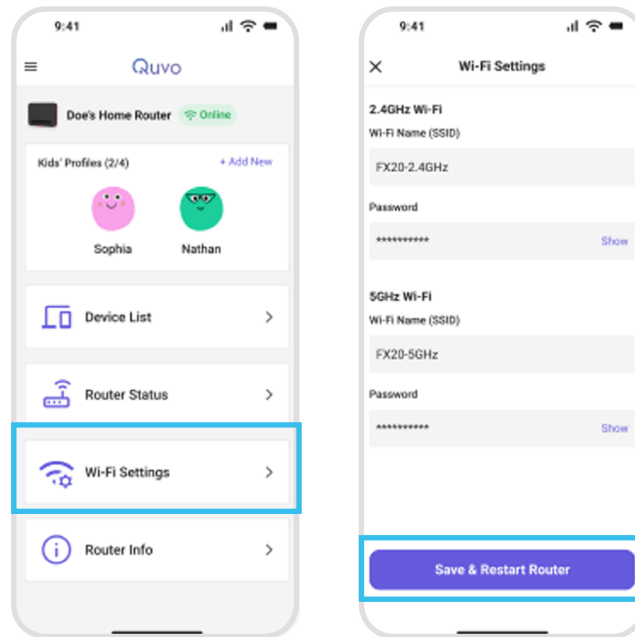 9:41
Quvo
Doe's Home Router Online
Kids' Profiles (2/4) + Add New
Sophia Nathan
Device List
Router Status
Wi-Fi Settings
Router Info
9:41
Wi-Fi Settings
2.4GHz Wi-Fi
Wi-Fi Name (SSID)
FX20-2.4GHz
Password
********** Show
5GHz Wi-Fi
Wi-Fi Name (SSID)
FX20-5GHz
Password
********** Show
Save & Restart Router